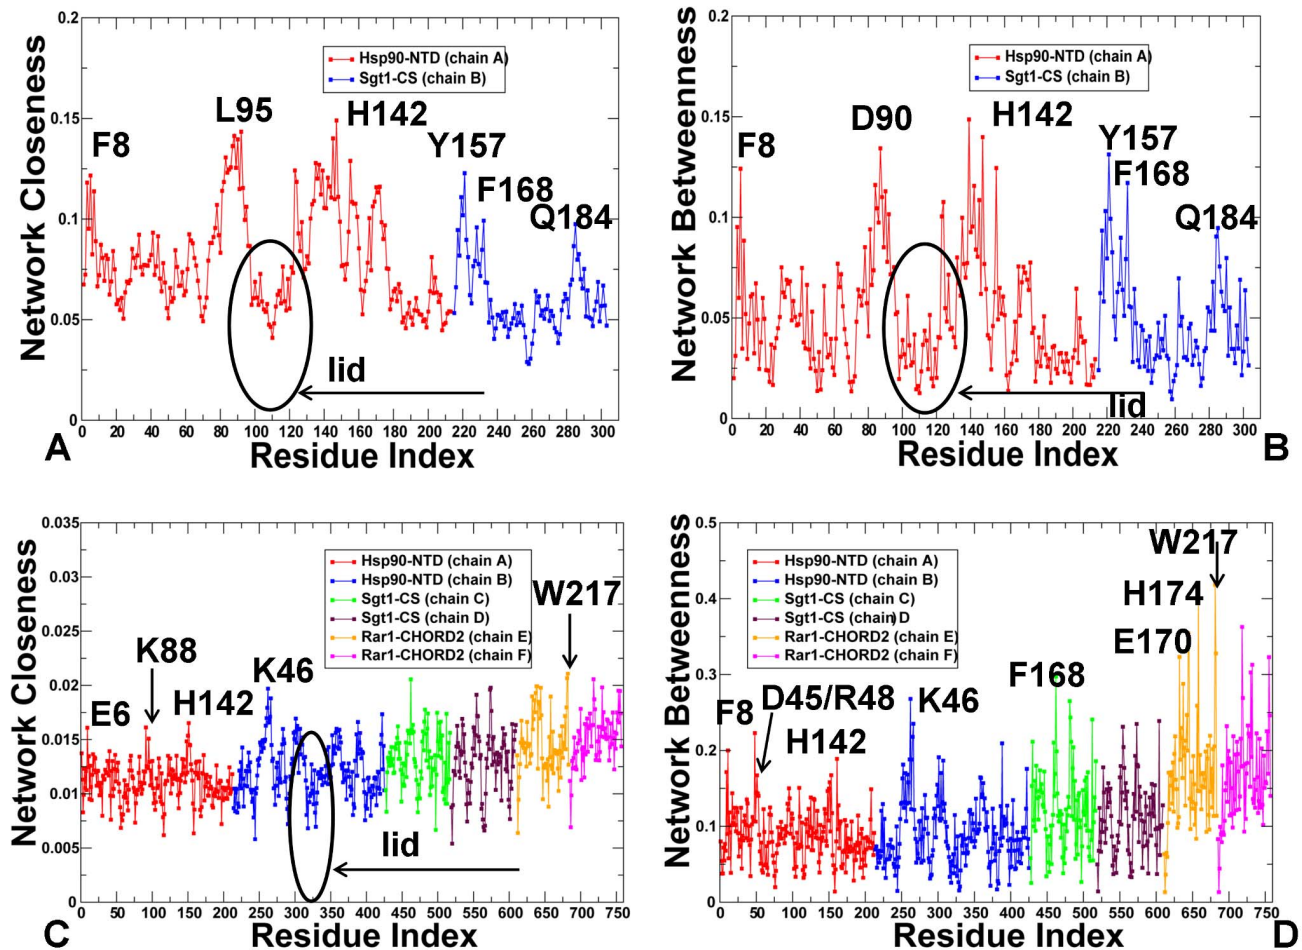 Network Closeness
0.2
0.15
0.1
0.05
0
Hsp90-NTD (chain A)
Sgt1-CS (chain B)
F8
L95
H142
Y157
F168
Q184
lid
0 20 40 60 80 100 120 140 160 180 200 220 240 260 280 300
Residue Index
A
Network Betweenness
0.2
0.15
0.1
0.05
0
Hsp90-NTD (chain A)
Sgt1-CS (chain B)
F8
D90
H142
Y157
F168
Q184
lid
0 20 40 60 80 100 120 140 160 180 200 220 240 260 280 300
Residue Index
B
Network Closeness
0.035
0.03
0.025
0.02
0.015
0.01
0.005
0
Hsp90-NTD (chain A)
Hsp90-NTD (chain B)
Sgt1-CS (chain C)
Sgt1-CS (chain D)
Rar1-CHORD2 (chain E)
Rar1-CHORD2 (chain F)
W217
K88
K46
E6
H142
lid
0 50 100 150 200 250 300 350 400 450 500 550 600 650 700 750
Residue Index
C
Network Betweenness
0.5
0.4
0.3
0.2
0.1
0
Hsp90-NTD (chain A)
Hsp90-NTD (chain B)
Sgt1-CS (chain C)
Sgt1-CS (chain) D
Rar1-CHORD2 (chain E)
Rar1-CHORD2 (chain F)
W217
H174
E170
F168
F8
D45/R48
K46
H142
0 50 100 150 200 250 300 350 400 450 500 550 600 650 700 750
Residue Index
D